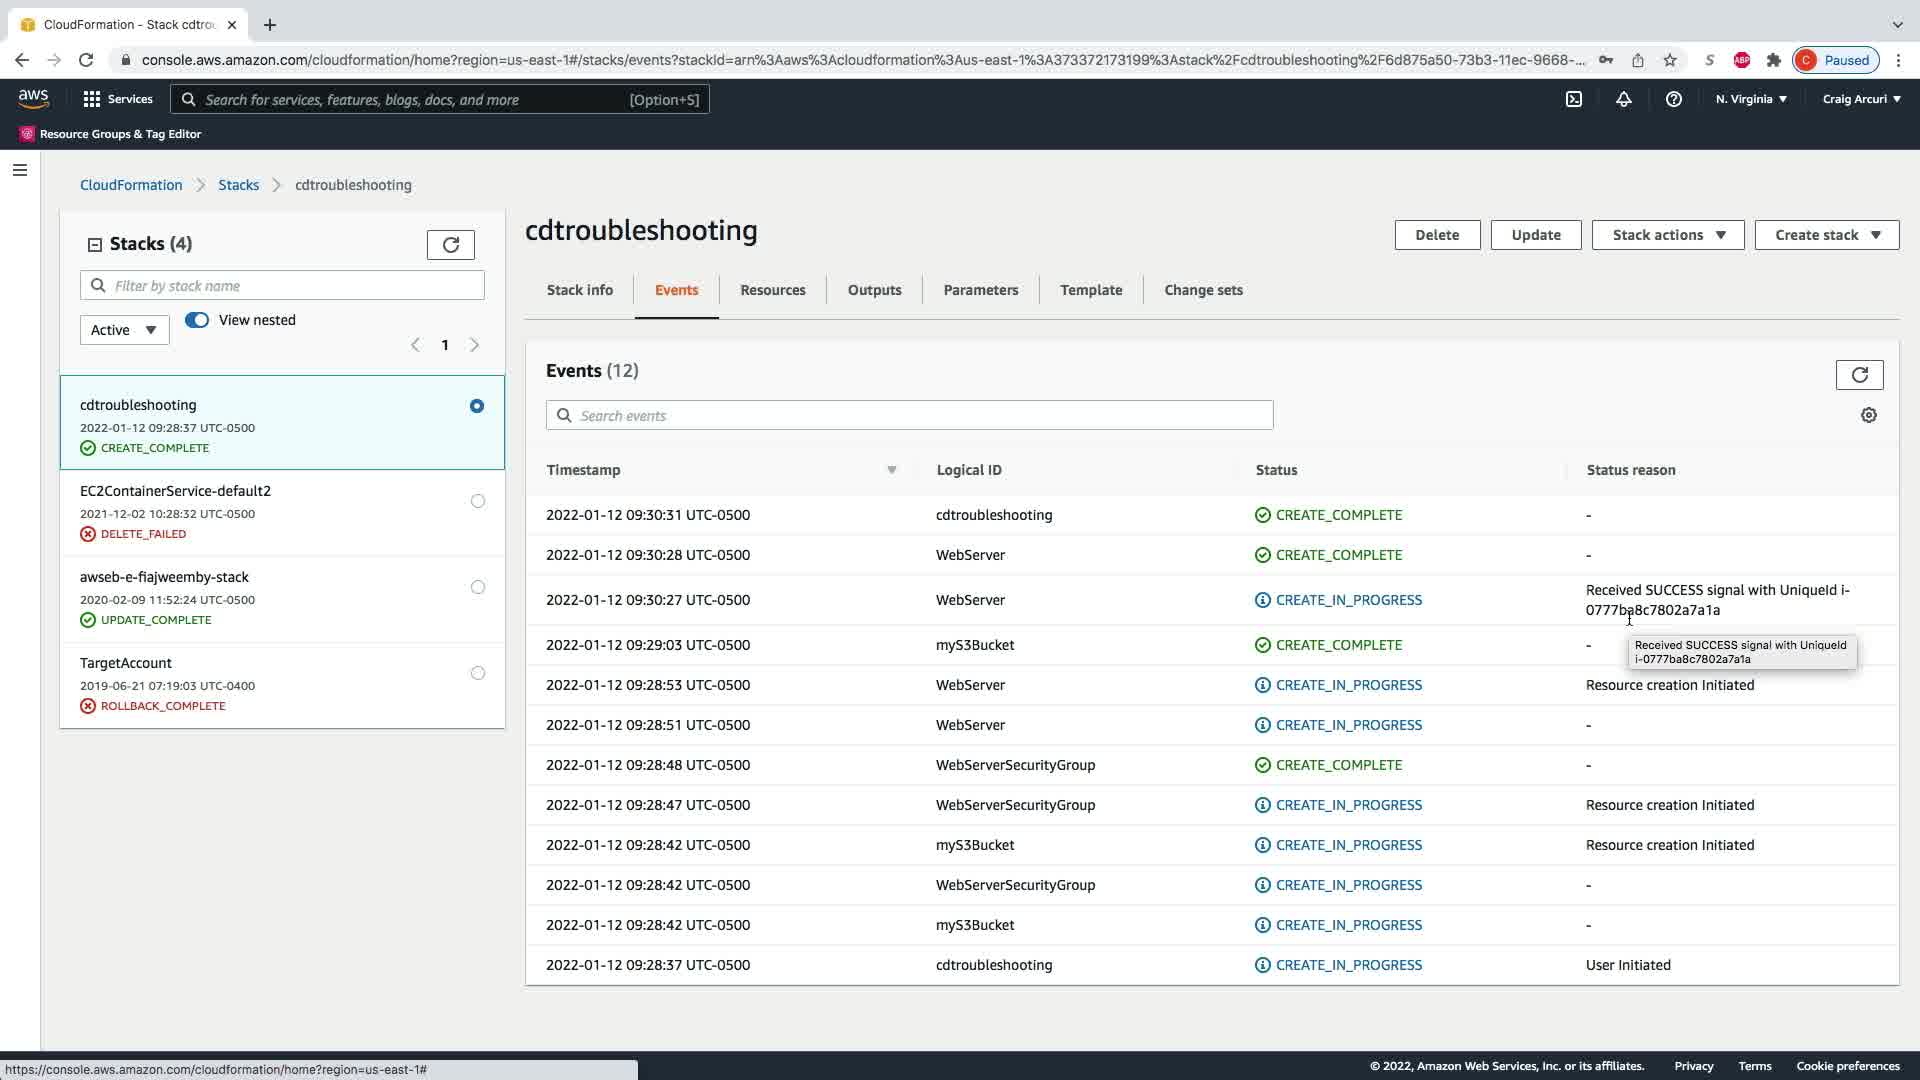 CloudFormation - Stack cdtrou
console.aws.amazon.com/cloudformation/home?region=us-east-1#/stacks/events?stackId=arn%3Aaws%3Acloudformation%3Aus-east-1%3A373372173199%3Astack%2Fcdtroubleshooting%2F6d875a50-73b3-11ec-9668-...
S
ABP
C Paused
aws
Services
Search for services, features, blogs, docs, and more [Option+S]
N. Virginia
Craig Arcuri
Resource Groups & Tag Editor
CloudFormation > Stacks > cdtroubleshooting
Stacks (4)
Filter by stack name
Active
View nested
1
cdtroubleshooting
2022-01-12 09:28:37 UTC-0500
CREATE_COMPLETE
EC2ContainerService-default2
2021-12-02 10:28:32 UTC-0500
DELETE_FAILED
awseb-e-fiajweemby-stack
2020-02-09 11:52:24 UTC-0500
UPDATE_COMPLETE
TargetAccount
2019-06-21 07:19:03 UTC-0400
ROLLBACK_COMPLETE
cdtroubleshooting
Delete Update Stack actions Create stack
Stack info Events Resources Outputs Parameters Template Change sets
Events (12)
Search events
Timestamp Logical ID Status Status reason
2022-01-12 09:30:31 UTC-0500 cdtroubleshooting CREATE_COMPLETE -
2022-01-12 09:30:28 UTC-0500 WebServer CREATE_COMPLETE -
2022-01-12 09:30:27 UTC-0500 WebServer CREATE_IN_PROGRESS Received SUCCESS signal with UniqueId i-
0777ba8c7802a7a1a
2022-01-12 09:29:03 UTC-0500 myS3Bucket CREATE_COMPLETE -
Received SUCCESS signal with UniqueId
i-0777ba8c7802a7a1a
2022-01-12 09:28:53 UTC-0500 WebServer CREATE_IN_PROGRESS Resource creation Initiated
2022-01-12 09:28:51 UTC-0500 WebServer CREATE_IN_PROGRESS -
2022-01-12 09:28:48 UTC-0500 WebServerSecurityGroup CREATE_COMPLETE -
2022-01-12 09:28:47 UTC-0500 WebServerSecurityGroup CREATE_IN_PROGRESS Resource creation Initiated
2022-01-12 09:28:42 UTC-0500 myS3Bucket CREATE_IN_PROGRESS Resource creation Initiated
2022-01-12 09:28:42 UTC-0500 WebServerSecurityGroup CREATE_IN_PROGRESS -
2022-01-12 09:28:42 UTC-0500 myS3Bucket CREATE_IN_PROGRESS -
2022-01-12 09:28:37 UTC-0500 cdtroubleshooting CREATE_IN_PROGRESS User Initiated
https://console.aws.amazon.com/cloudformation/home?region=us-east-1#
© 2022, Amazon Web Services, Inc. or its affiliates. Privacy Terms Cookie preferences